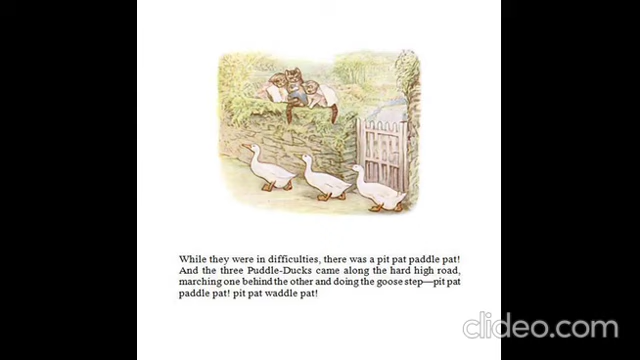 While they were in difficulties, there was a pit pat paddle pat!
And the three Puddle-Ducks came along the hard high road,
marching one behind the other and doing the goose step—pit pat
paddle pat! pit pat waddle pat!
clideo.com